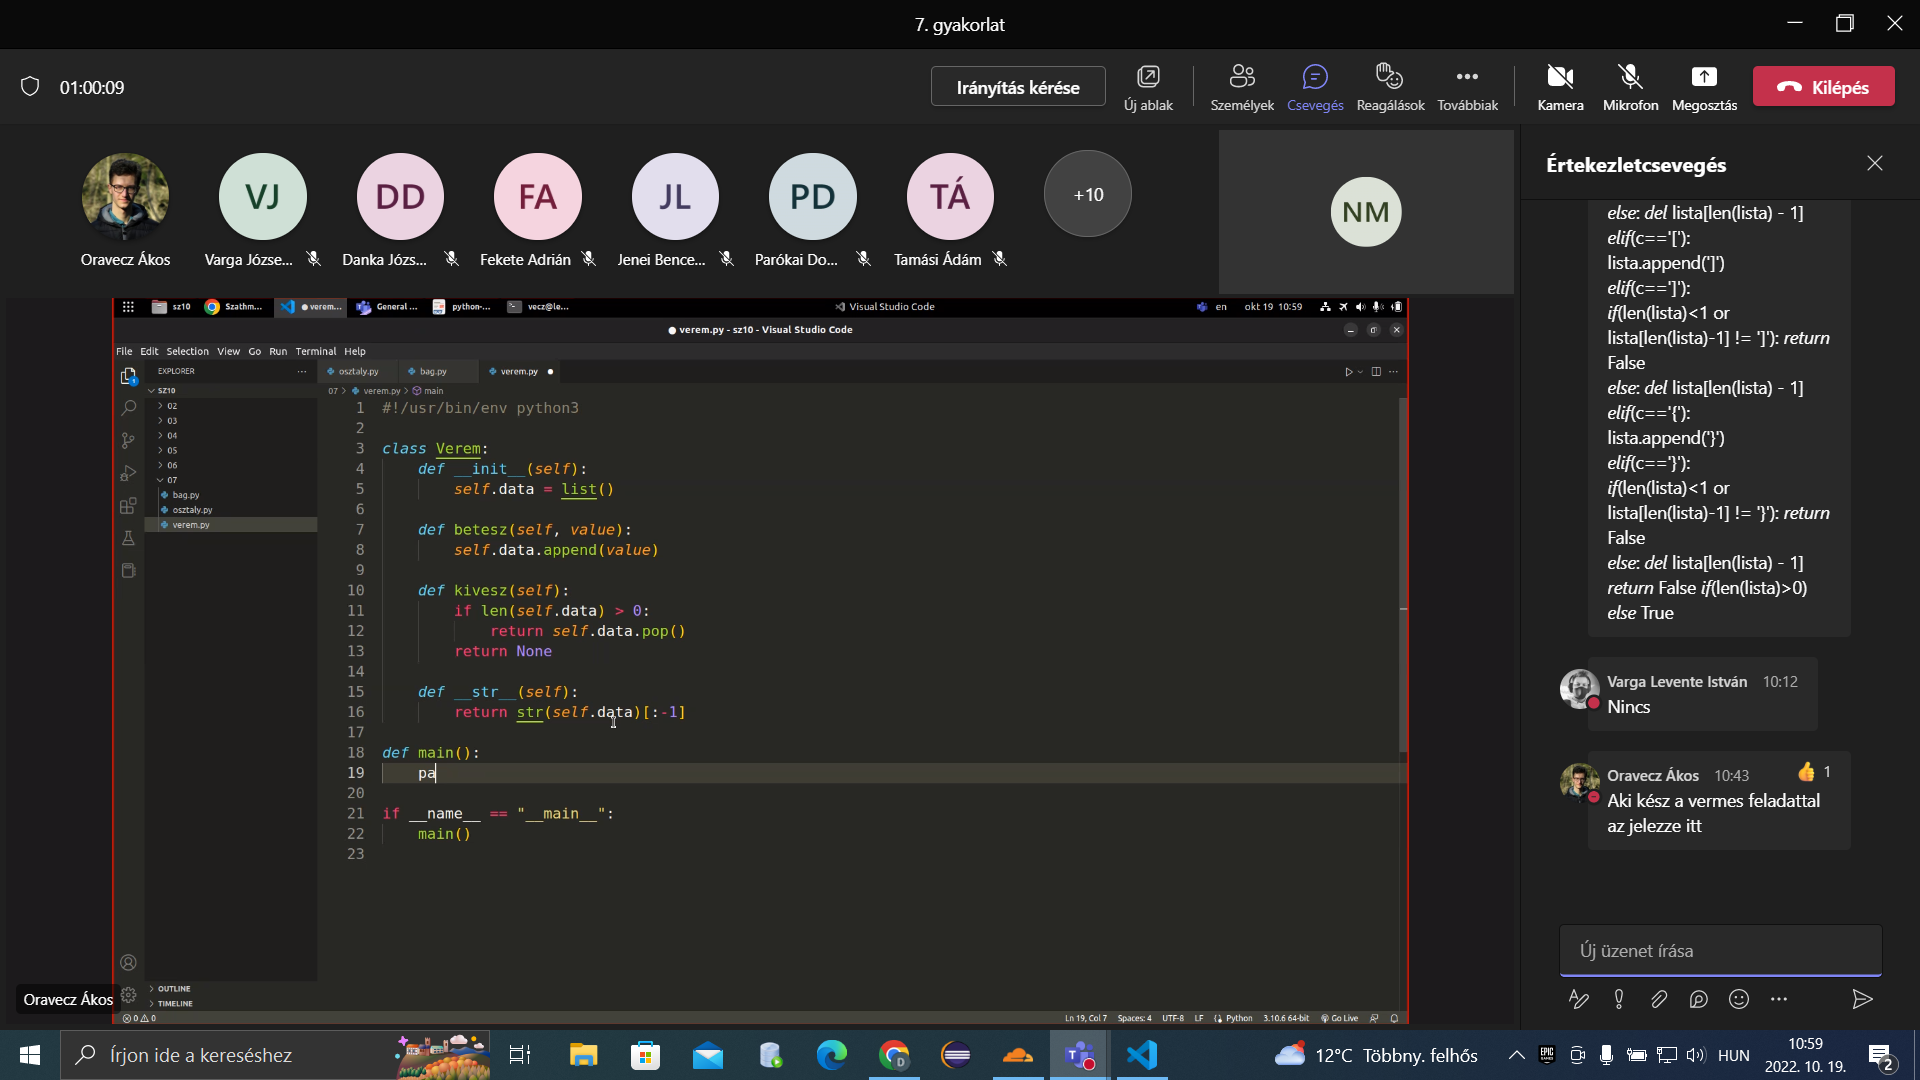 7. gyakorlat
01:00:09
Irányítás kérése
Új ablak
Személyek
Csevegés
Reagálások
Továbbiak
Kamera
Mikrofon
Megosztás
Kilépés
VJ
DD
FA
JL
PD
TÁ
+10
NM
Oravecz Ákos
Varga Józse...
Danka Józs...
Fekete Adrián
Jenei Bence...
Parókai Do...
Tamási Ádám
sz10
Szathm...
● verem...
General ...
python-...
vecz@le...
Visual Studio Code
en
okt 19 10:59
● verem.py - sz10 - Visual Studio Code
File Edit Selection View Go Run Terminal Help
EXPLORER
...
osztaly.py
bag.py
verem.py ●
SZ10
07 > verem.py > main
02
03
04
05
06
07
bag.py
osztaly.py
verem.py
1 #!/usr/bin/env python3
2
3 class Verem:
4 def __init__(self):
5 self.data = list()
6
7 def betesz(self, value):
8 self.data.append(value)
9
10 def kivesz(self):
11 if len(self.data) > 0:
12 return self.data.pop()
13 return None
14
15 def __str__(self):
16 return str(self.data)[:-1]
17
18 def main():
19 pa
20
21 if __name__ == "__main__":
22 main()
23
OUTLINE
TIMELINE
Oravecz Ákos
0 0
Ln 19, Col 7 Spaces: 4 UTF-8 LF Python 3.10.6 64-bit Go Live
Értekezletcsevegés
else: del lista[len(lista) - 1]
elif(c=='['):
lista.append(']')
elif(c==']'):
if(len(lista)<1 or
lista[len(lista)-1] != ']'): return
False
else: del lista[len(lista) - 1]
elif(c=='{'):
lista.append('}')
elif(c=='}'):
if(len(lista)<1 or
lista[len(lista)-1] != '}'): return
False
else: del lista[len(lista) - 1]
return False if(len(lista)>0)
else True
Varga Levente István 10:12
Nincs
Oravecz Ákos 10:43
1
Aki kész a vermes feladattal
az jelezze itt
Új üzenet írása
Írjon ide a kereséshez
12°C Többny. felhős
HUN
10:59
2022. 10. 19.
2